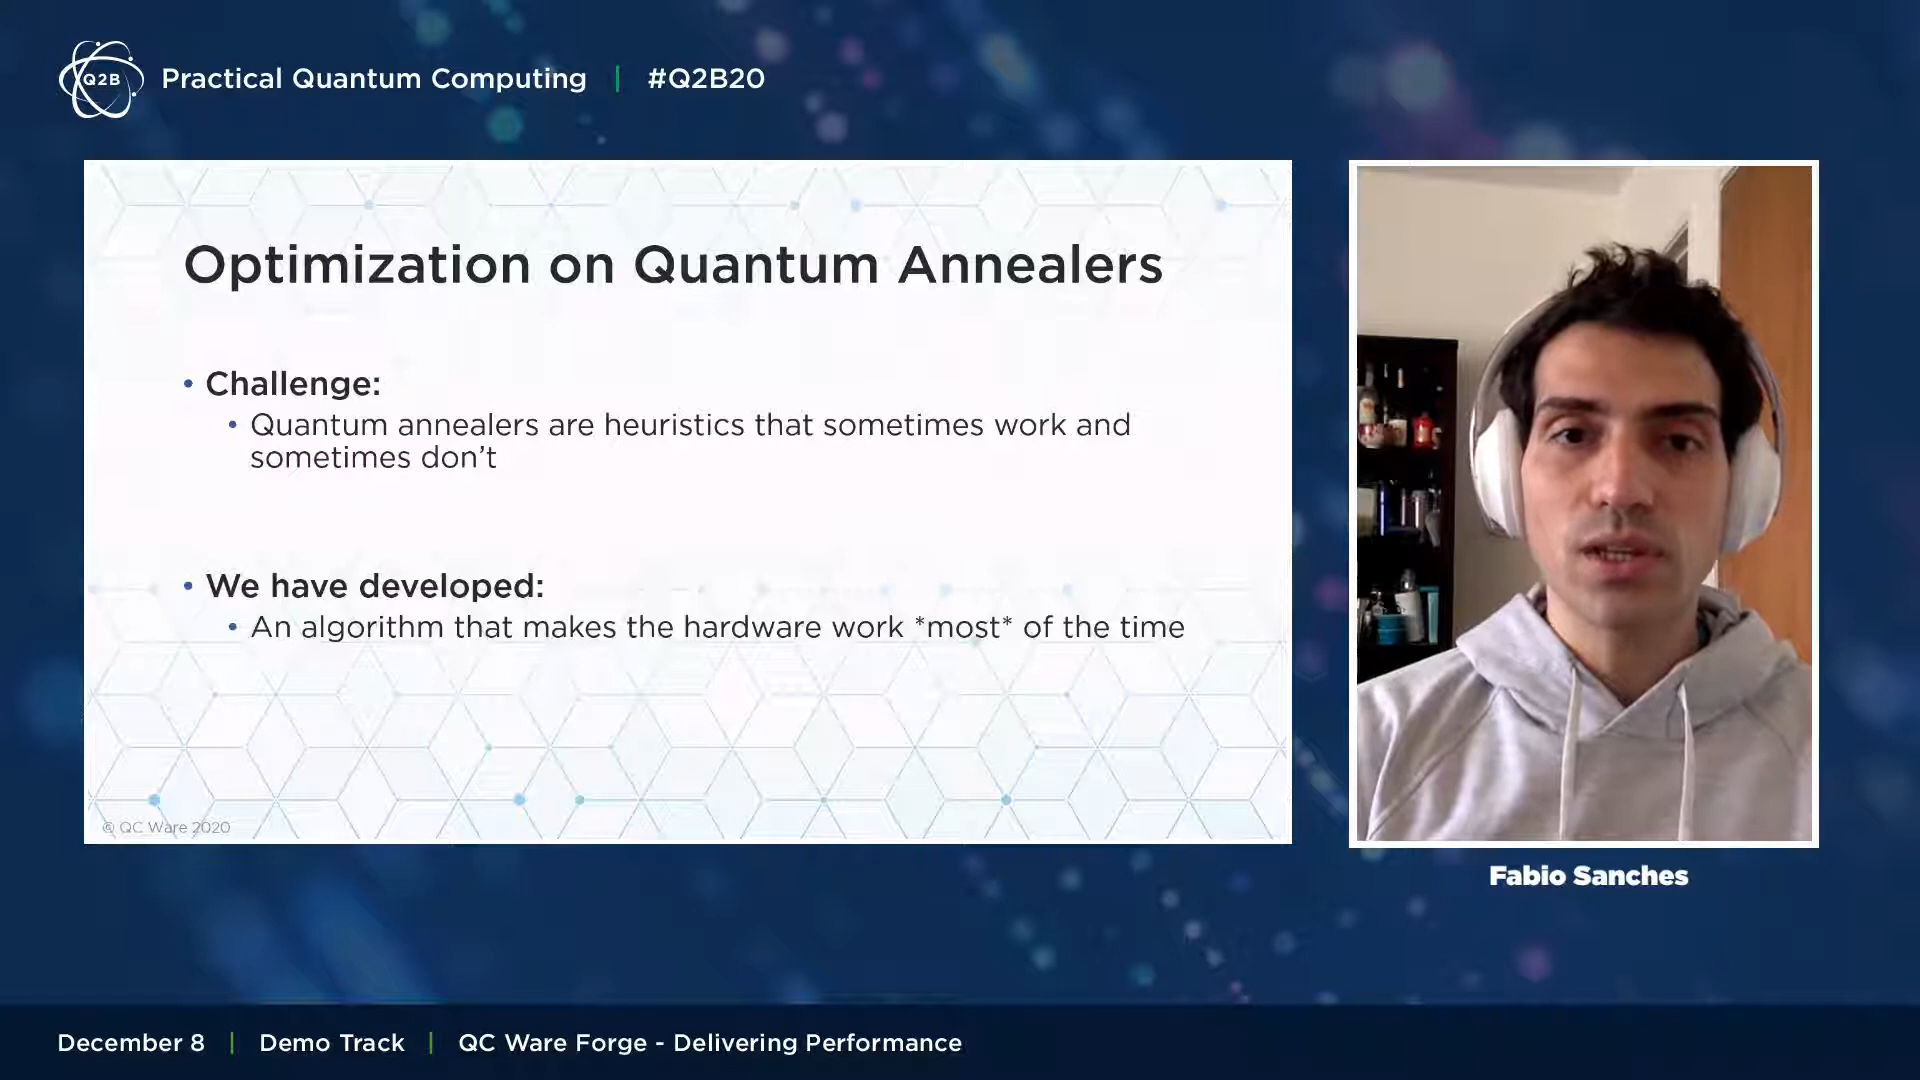 Q2B
Practical Quantum Computing | #Q2B20
Optimization on Quantum Annealers
• Challenge:
• Quantum annealers are heuristics that sometimes work and
sometimes don’t
• We have developed:
• An algorithm that makes the hardware work *most* of the time
© QC Ware 2020
Fabio Sanches
December 8 | Demo Track | QC Ware Forge - Delivering Performance